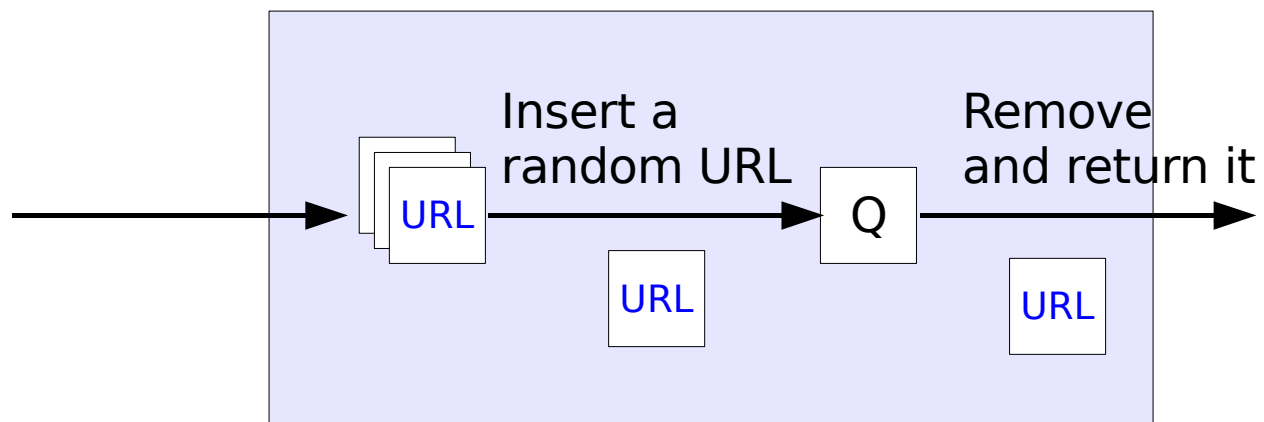 Insert a
random URL
Remove
and return it
URL
Q
URL
URL